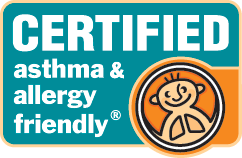 CERTIFIED
asthma &
allergy
friendly®